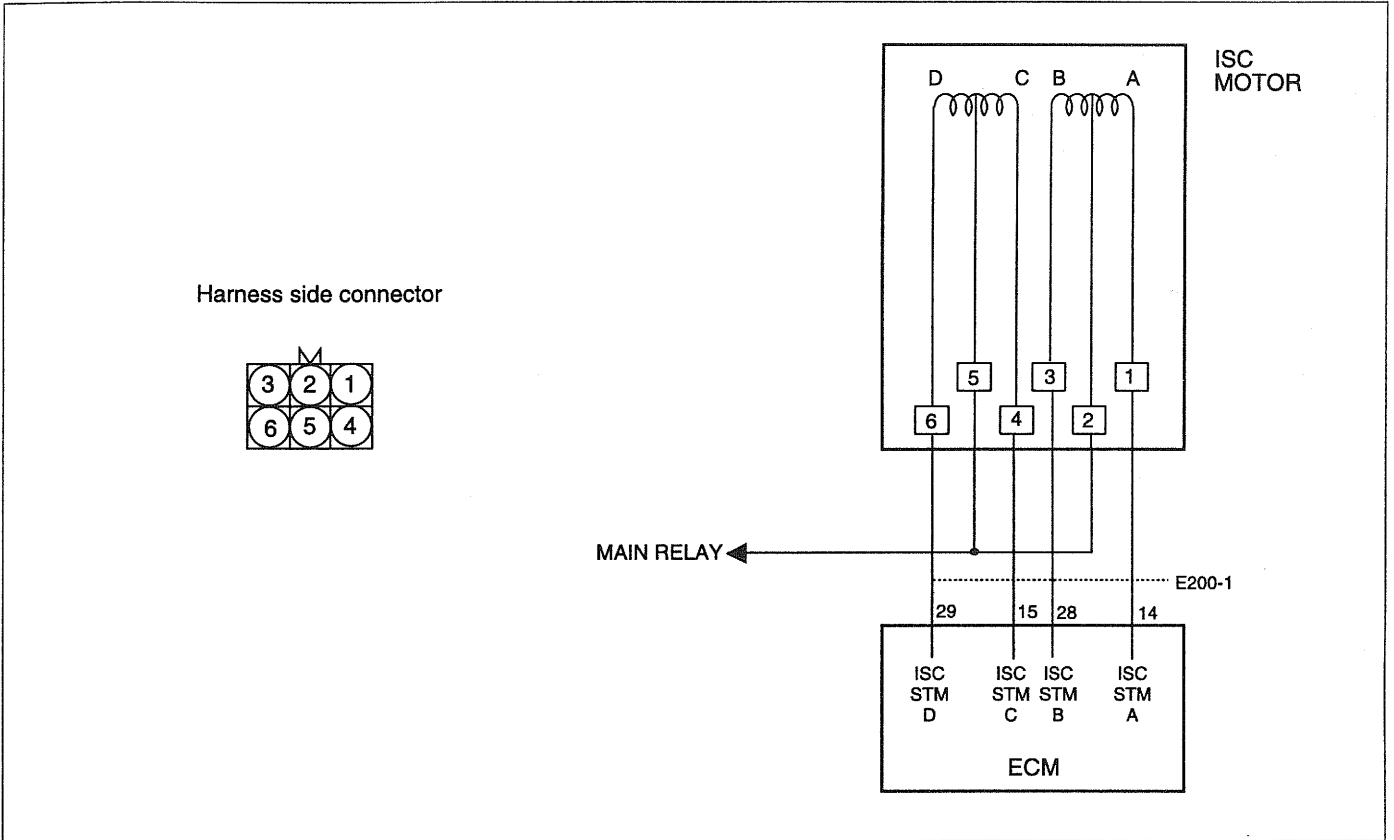 ISC
MOTOR
D C B A
Harness side connector
3 2 1
6 5 4
5 3 1
6 4 2
MAIN RELAY
E200-1
29 15 28 14
ISC ISC ISC ISC
STM STM STM STM
D C B A
ECM